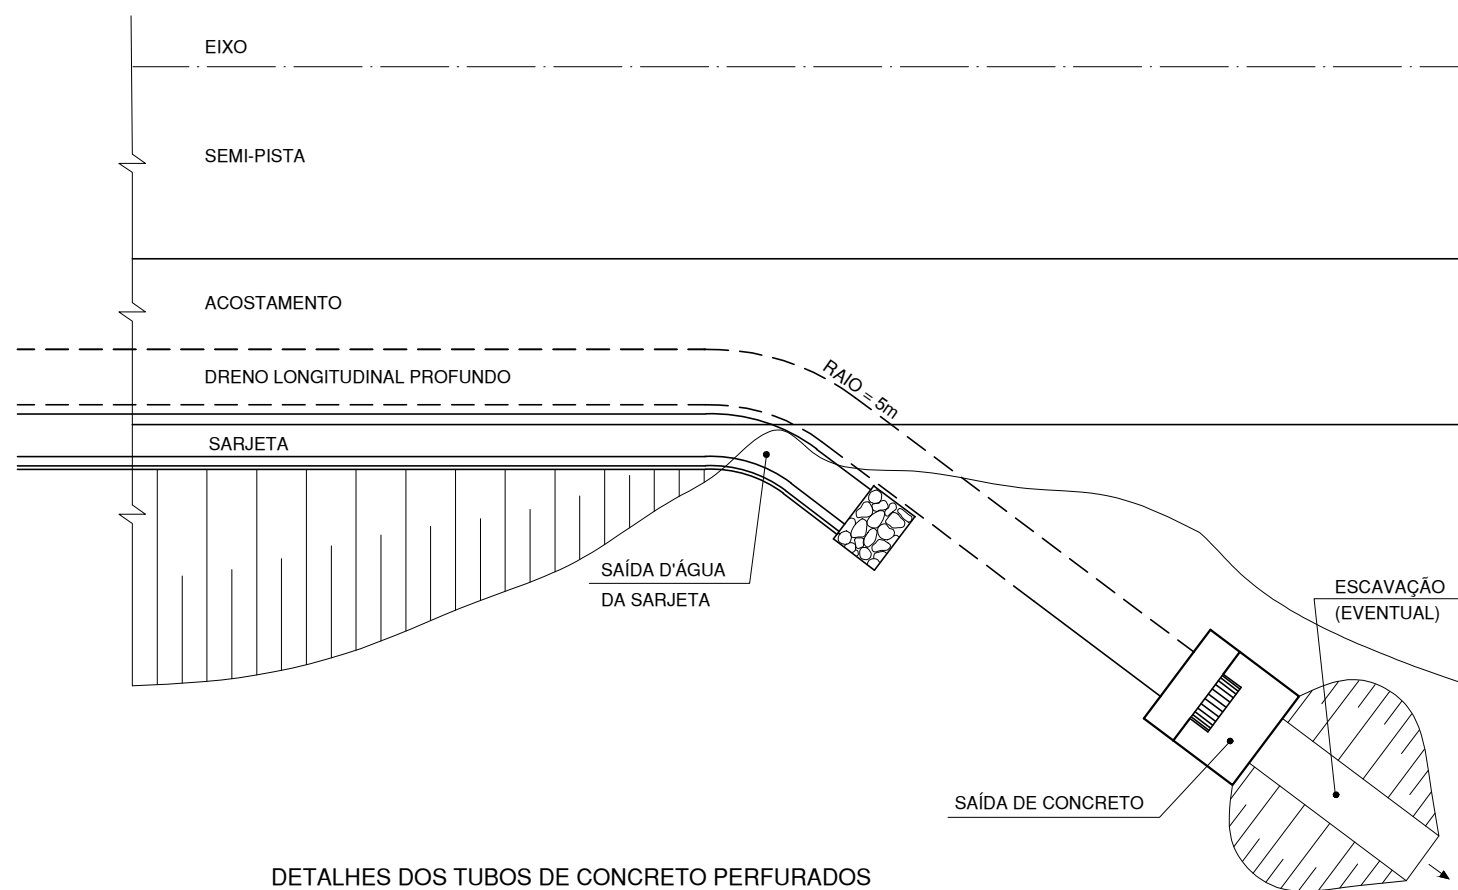 EIXO
SEMI-PISTA
ACOSTAMENTO
RAIO = 5m
DRENO LONGITUDINAL PROFUNDO
SARJETA
SAÍDA D'ÁGUA
DA SARJETA
ESCAVAÇÃO
(EVENTUAL)
SAÍDA DE CONCRETO
DETALHES DOS TUBOS DE CONCRETO PERFURADOS